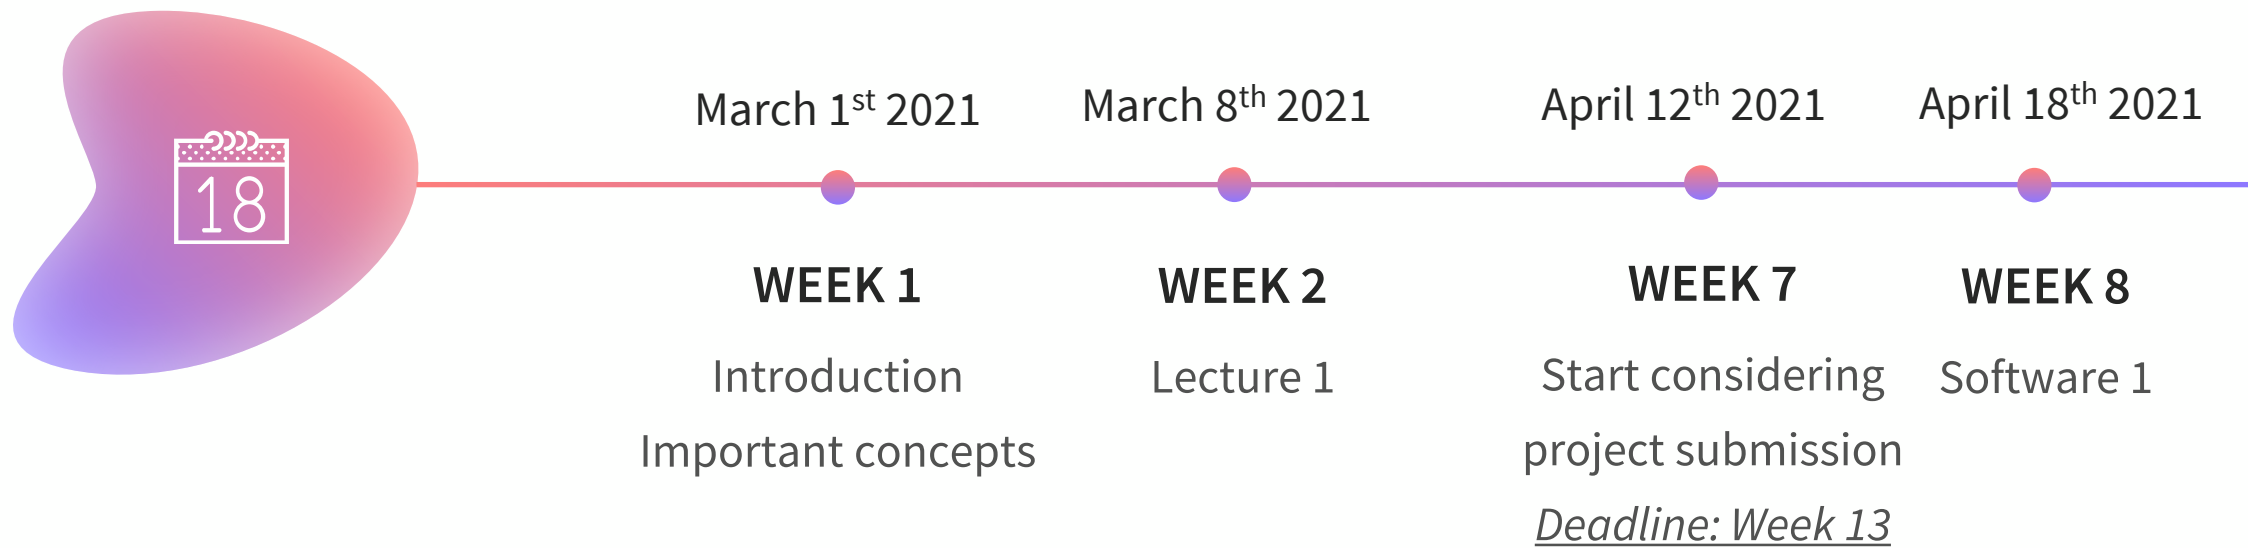 18
March 1st 2021
March 8th 2021
April 12th 2021
April 18th 2021
WEEK 1
WEEK 2
WEEK 7
WEEK 8
Introduction
Important concepts
Lecture 1
Start considering
project submission
Deadline: Week 13
Software 1